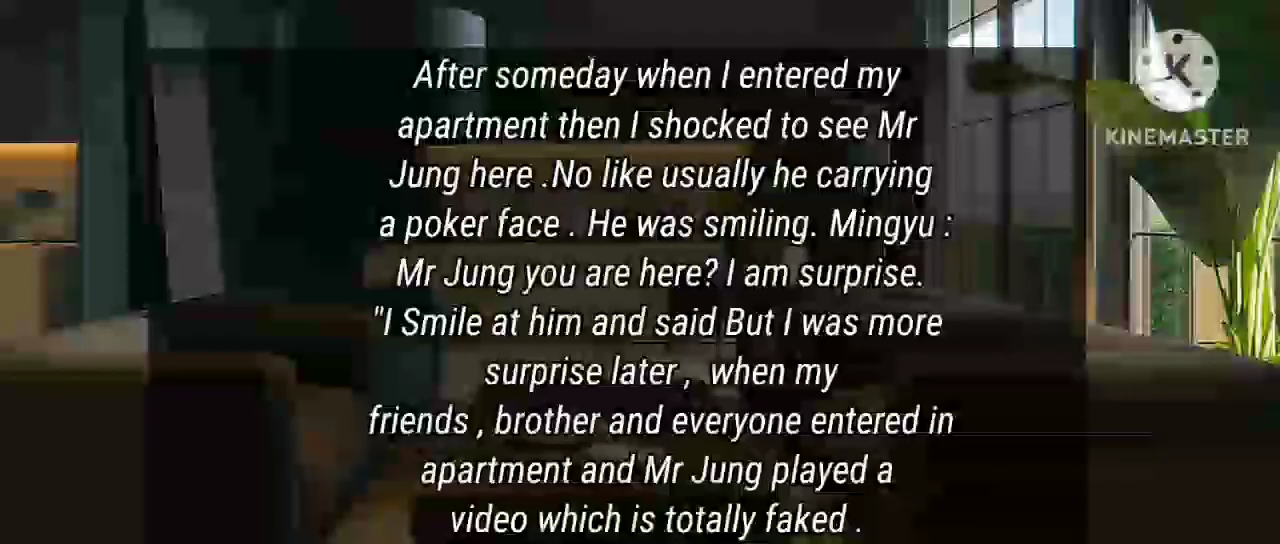 After someday when I entered my
apartment then I shocked to see Mr
Jung here .No like usually he carrying
a poker face . He was smiling. Mingyu :
Mr Jung you are here? I am surprise.
"I Smile at him and said But I was more
surprise later , when my
friends , brother and everyone entered in
apartment and Mr Jung played a
video which is totally faked .
K
KINEMASTER